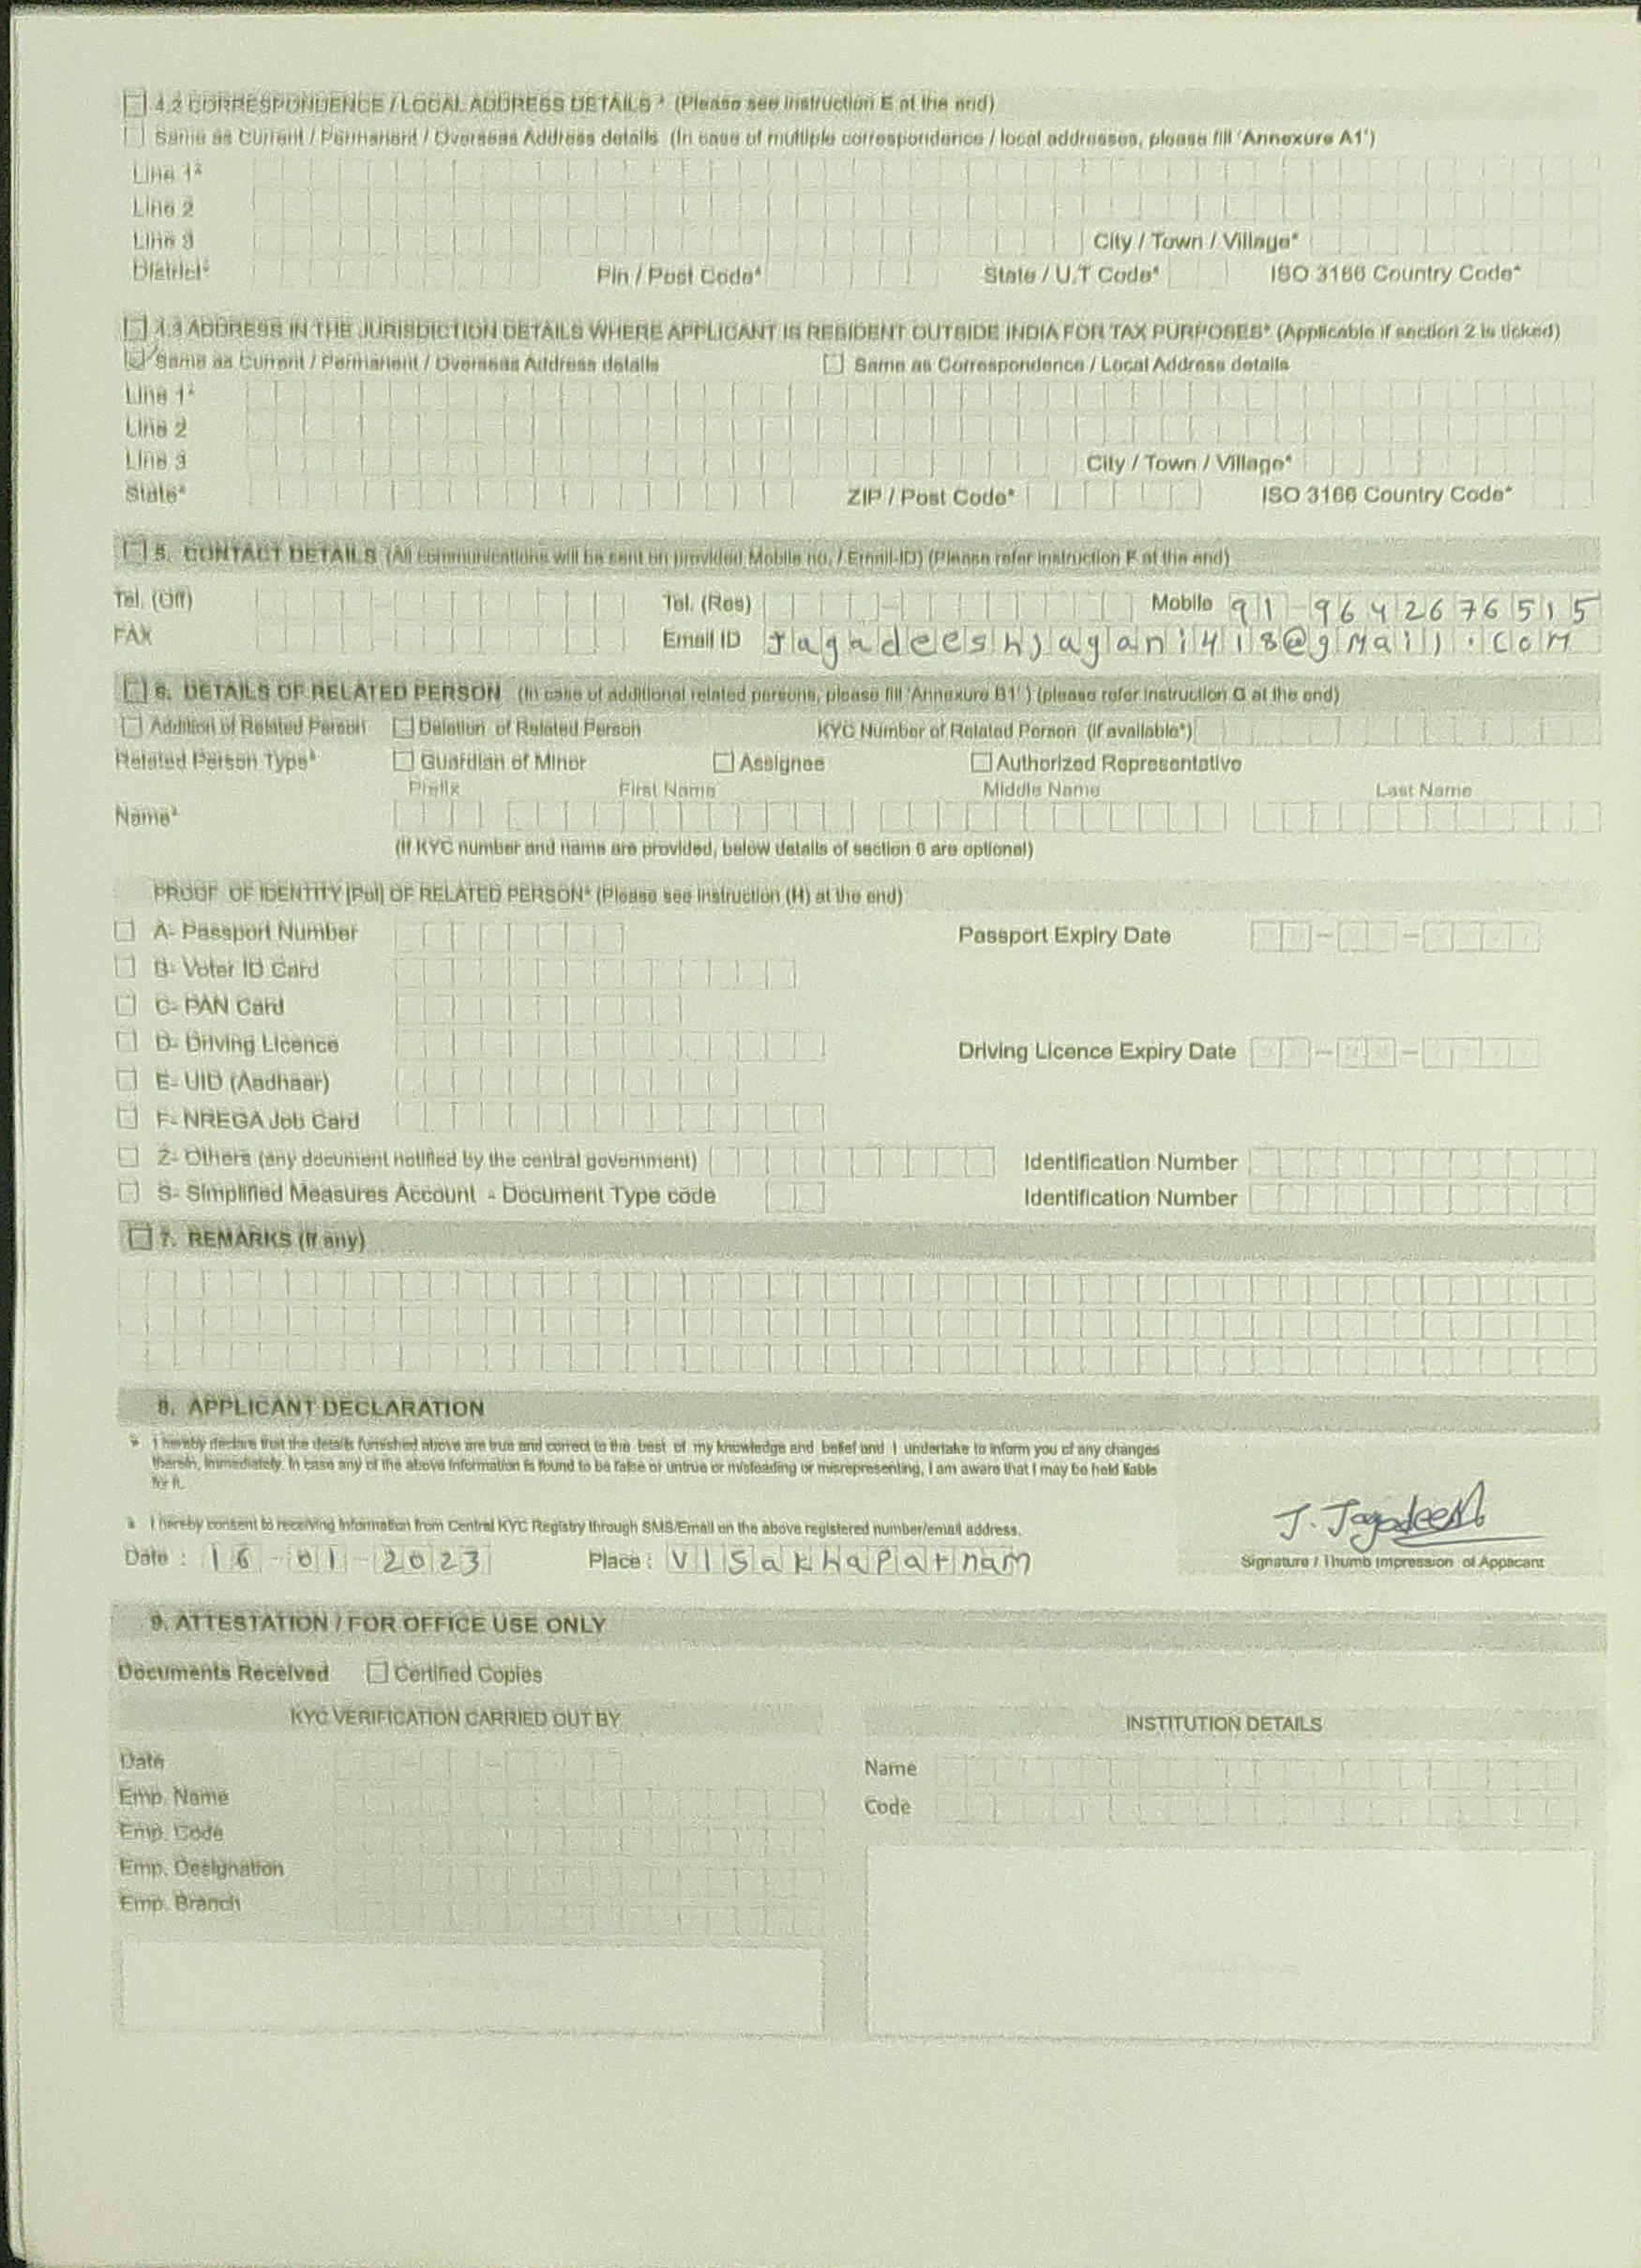 4.2 CORRESPONDENCE / LOCAL ADDRESS DETAILS * (Please see instruction E at the end)
Same as Current / Permanent / Overseas Address details (In case of multiple correspondence / local addresses, please fill 'Annexure A1')
Line 1*
Line 2
Line 3 City / Town / Village*
District* Pin / Post Code* State / U.T Code* ISO 3166 Country Code*
4.3 ADDRESS IN THE JURISDICTION DETAILS WHERE APPLICANT IS RESIDENT OUTSIDE INDIA FOR TAX PURPOSES* (Applicable if section 2 is ticked)
Same as Current / Permanent / Overseas Address details Same as Correspondence / Local Address details
Line 1*
Line 2
Line 3 City / Town / Village*
State* ZIP / Post Code* ISO 3166 Country Code*
5. CONTACT DETAILS (All communications will be sent on provided Mobile no. / Email-ID) (Please refer instruction F at the end)
Tel. (Off) Tel. (Res) Mobile 91-9642676515
FAX Email ID Jagadeeshjagani418@gmail.com
6. DETAILS OF RELATED PERSON (In case of additional related persons, please fill 'Annexure B1' ) (please refer instruction G at the end)
Addition of Related Person Deletion of Related Person KYC Number of Related Person (if available*)
Related Person Type* Guardian of Minor Assignee Authorized Representative
Prefix First Name Middle Name Last Name
Name*
(If KYC number and name are provided, below details of section 6 are optional)
PROOF OF IDENTITY [PoI] OF RELATED PERSON* (Please see instruction (H) at the end)
A- Passport Number Passport Expiry Date
B- Voter ID Card
C- PAN Card
D- Driving Licence Driving Licence Expiry Date
E- UID (Aadhaar)
F- NREGA Job Card
Z- Others (any document notified by the central government) Identification Number
S- Simplified Measures Account - Document Type code Identification Number
7. REMARKS (If any)
8. APPLICANT DECLARATION
I hereby declare that the details furnished above are true and correct to the best of my knowledge and belief and I undertake to inform you of any changes
therein, immediately. In case any of the above information is found to be false or untrue or misleading or misrepresenting, I am aware that I may be held liable
for it.
I hereby consent to receiving information from Central KYC Registry through SMS/Email on the above registered number/email address.
J. Jagadeesh
Date : 16-01-2023 Place : Visakhapatnam Signature / Thumb Impression of Applicant
9. ATTESTATION / FOR OFFICE USE ONLY
Documents Received Certified Copies
KYC VERIFICATION CARRIED OUT BY INSTITUTION DETAILS
Date Name
Emp. Name Code
Emp. Code
Emp. Designation
Emp. Branch